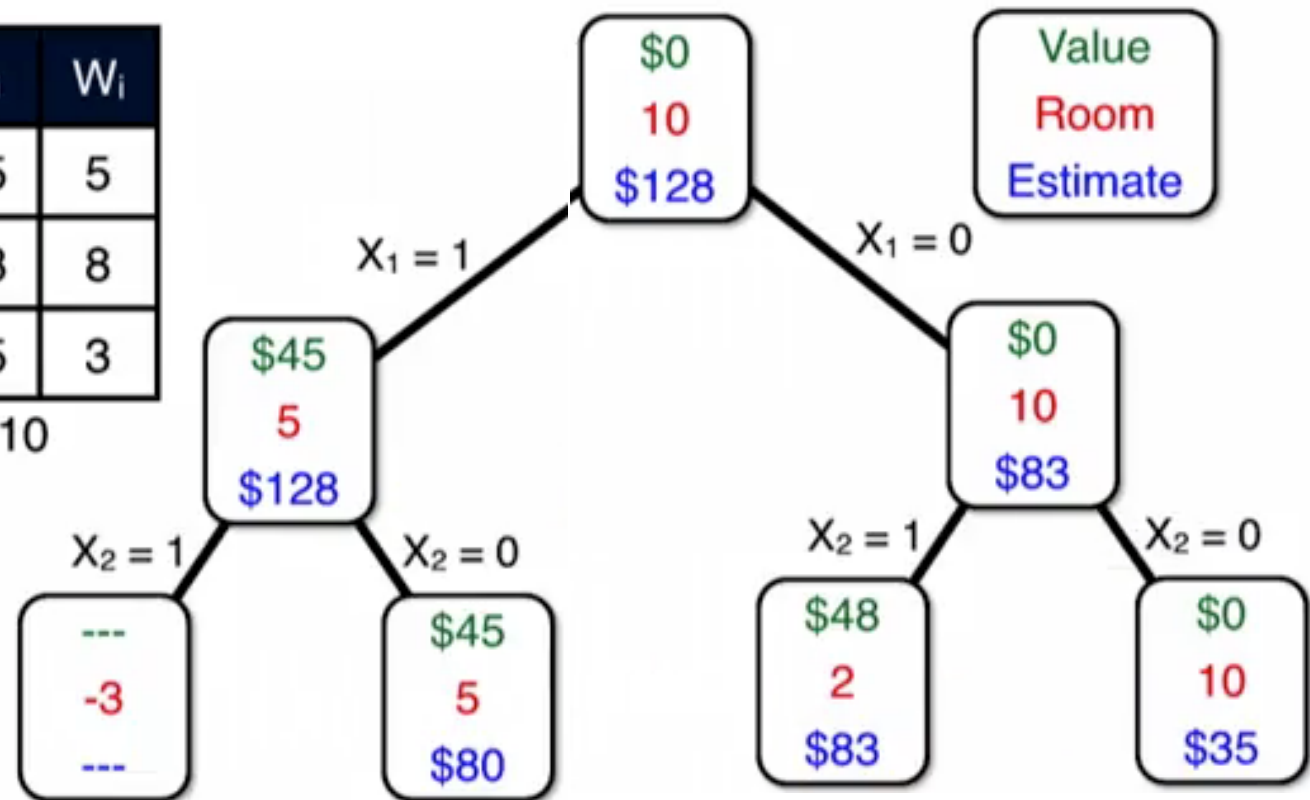 Wᵢ
5
8
3
10
$0
10
$128
Value
Room
Estimate
X₁ = 1
X₁ = 0
$45
5
$128
$0
10
$83
X₂ = 1
X₂ = 0
X₂ = 1
X₂ = 0
---
-3
---
$45
5
$80
$48
2
$83
$0
10
$35